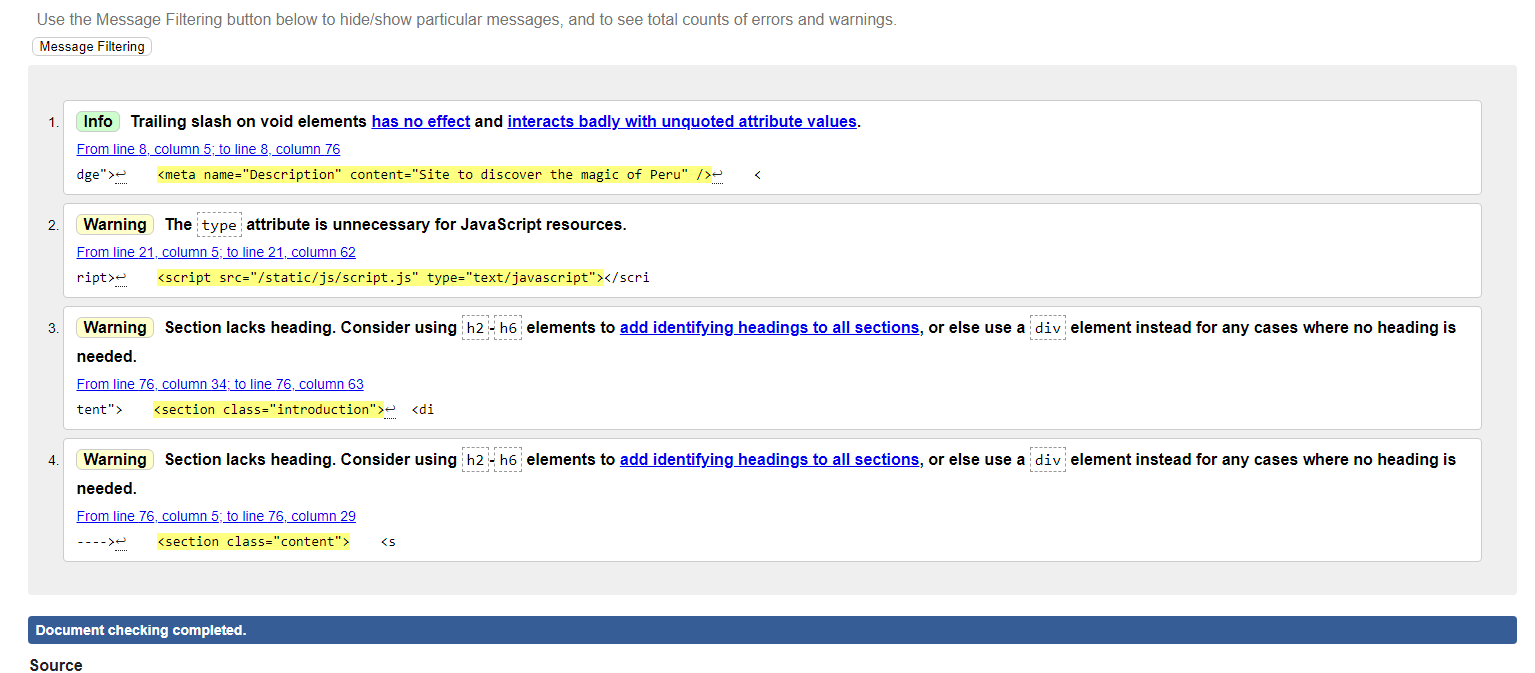 Use the Message Filtering button below to hide/show particular messages, and to see total counts of errors and warnings.
Message Filtering
1. Info Trailing slash on void elements has no effect and interacts badly with unquoted attribute values.
From line 8, column 5; to line 8, column 76
dge">↩ <meta name="Description" content="Site to discover the magic of Peru" />↩ <
2. Warning The type attribute is unnecessary for JavaScript resources.
From line 21, column 5; to line 21, column 62
ript>↩ <script src="/static/js/script.js" type="text/javascript"></scri
3. Warning Section lacks heading. Consider using h2-h6 elements to add identifying headings to all sections, or else use a div element instead for any cases where no heading is
needed.
From line 76, column 34; to line 76, column 63
tent"> <section class="introduction">↩ <di
4. Warning Section lacks heading. Consider using h2-h6 elements to add identifying headings to all sections, or else use a div element instead for any cases where no heading is
needed.
From line 76, column 5; to line 76, column 29
---->↩ <section class="content"> <s
Document checking completed.
Source